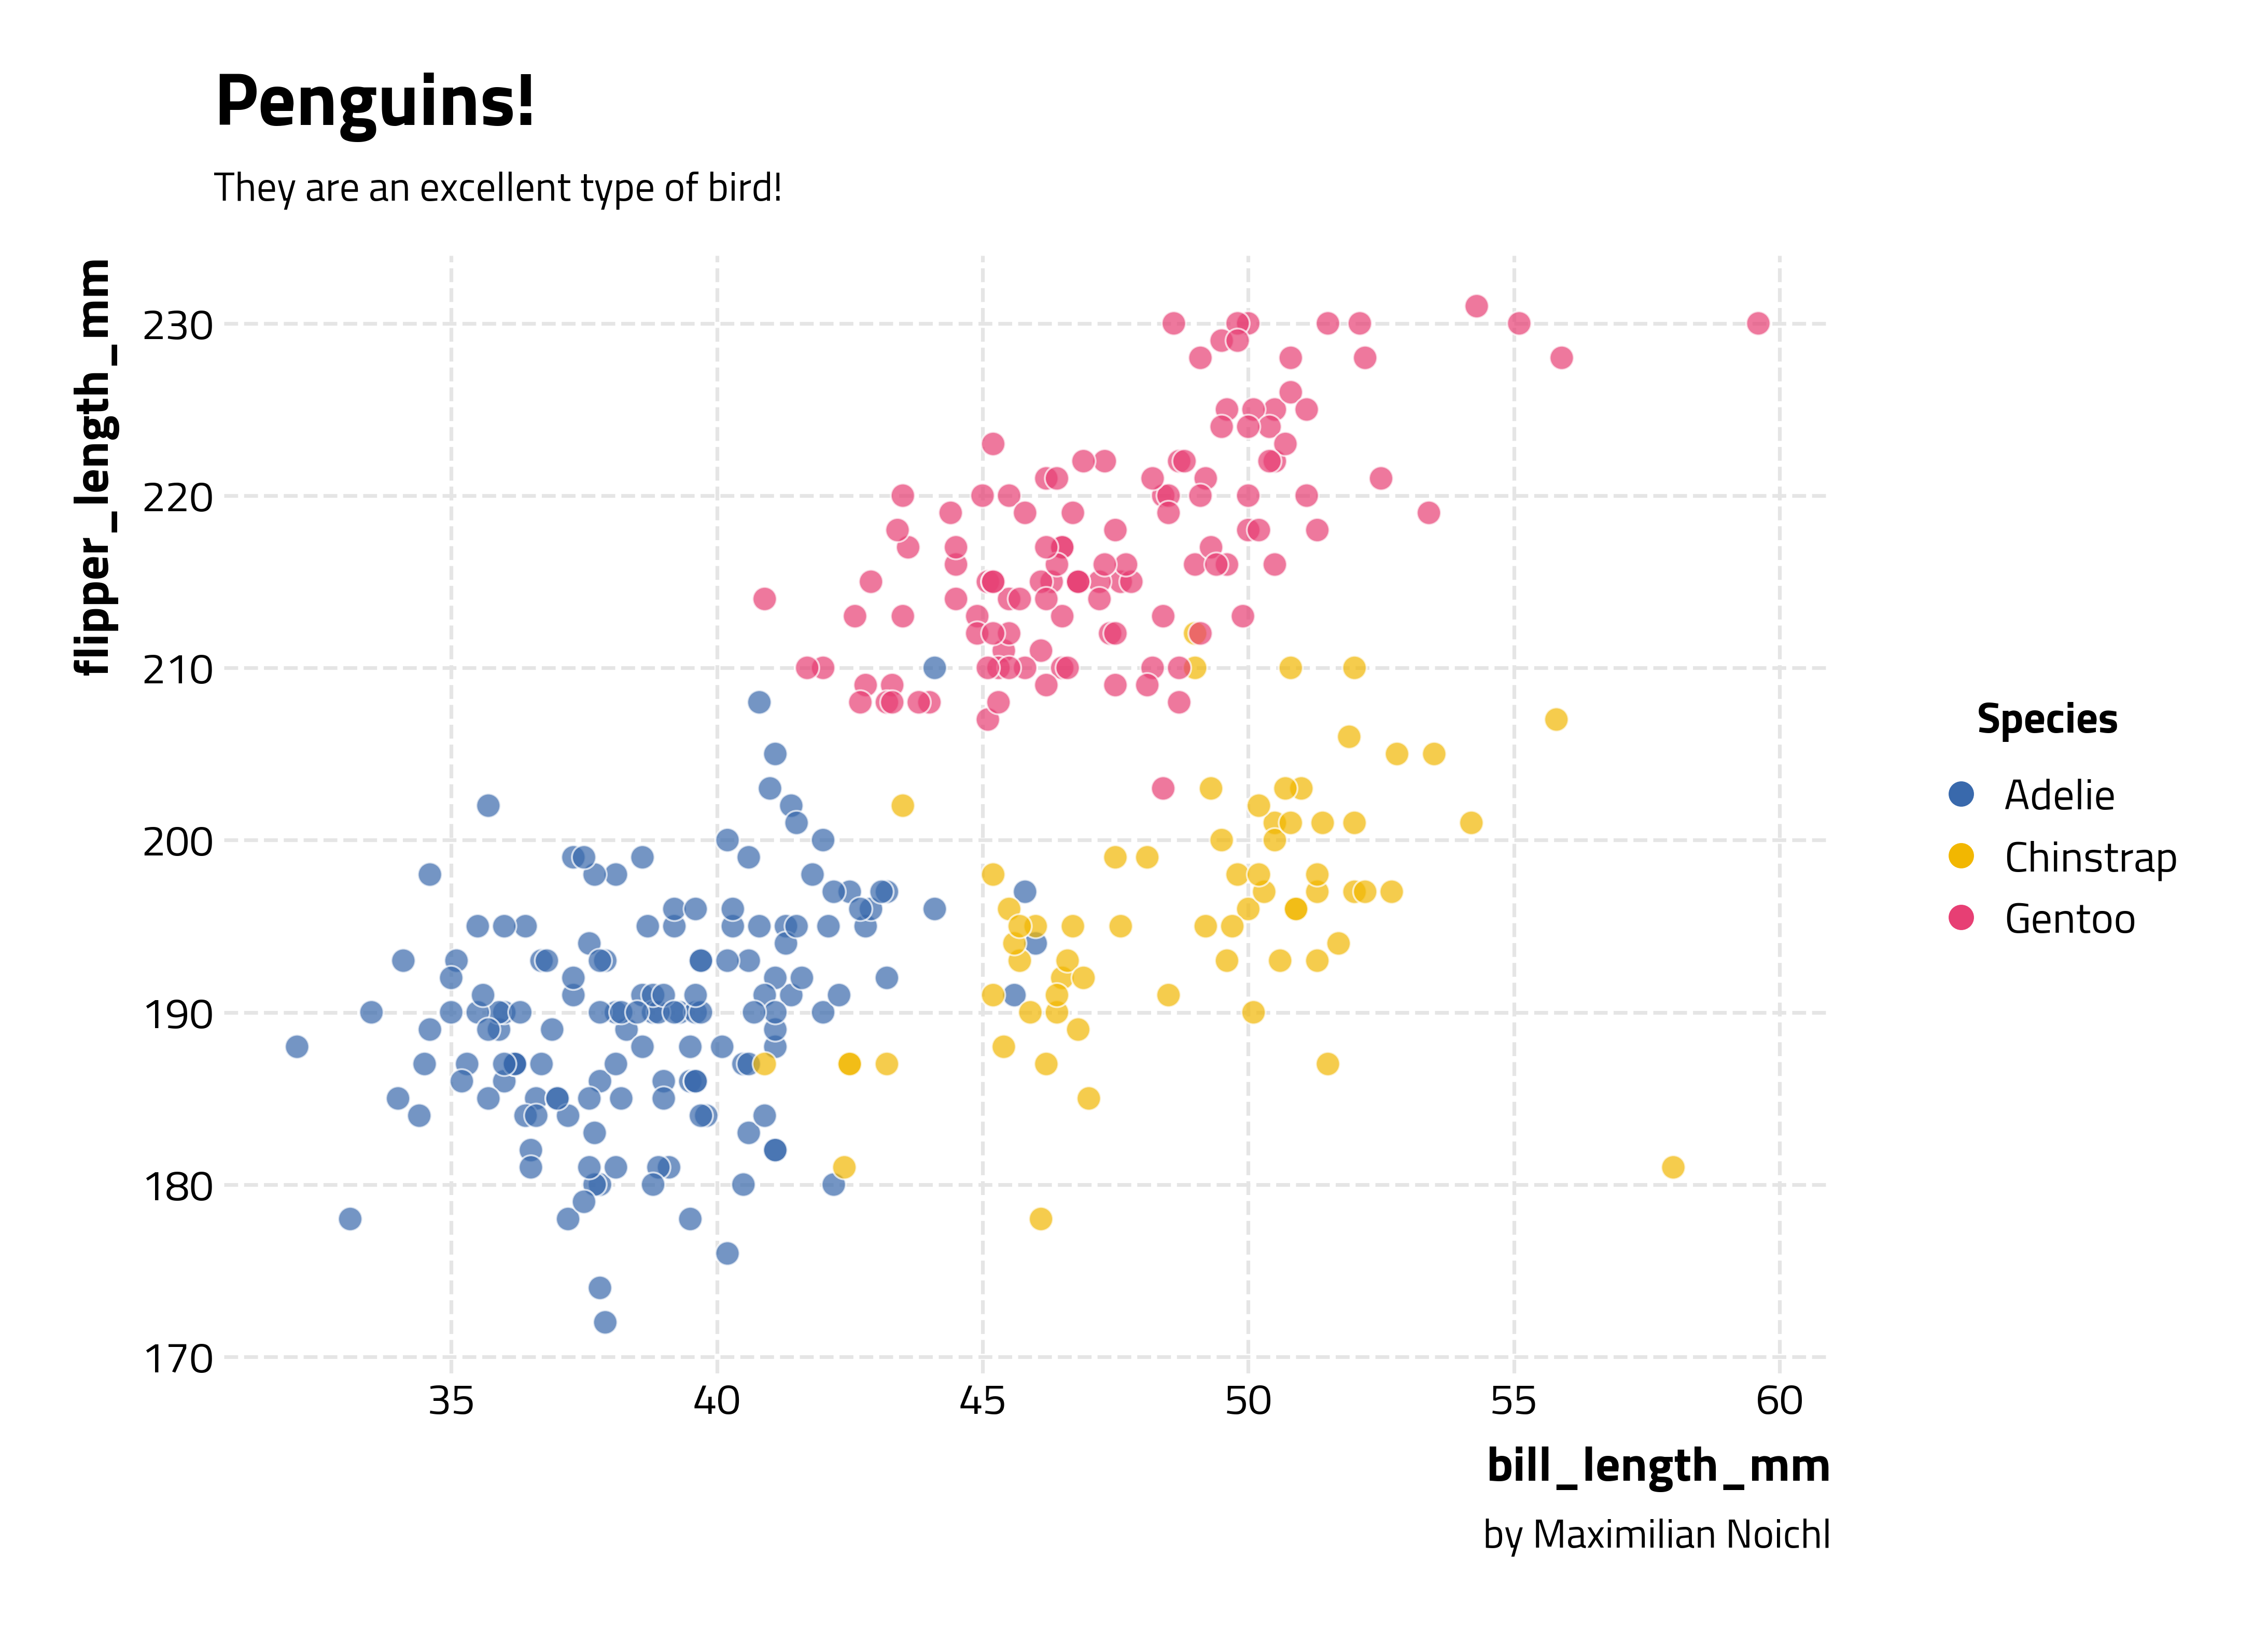 Penguins!
They are an excellent type of bird!
flipper_length_mm
230
220
210
200
190
180
170
35 40 45 50 55 60
bill_length_mm
by Maximilian Noichl
Species
Adelie
Chinstrap
Gentoo